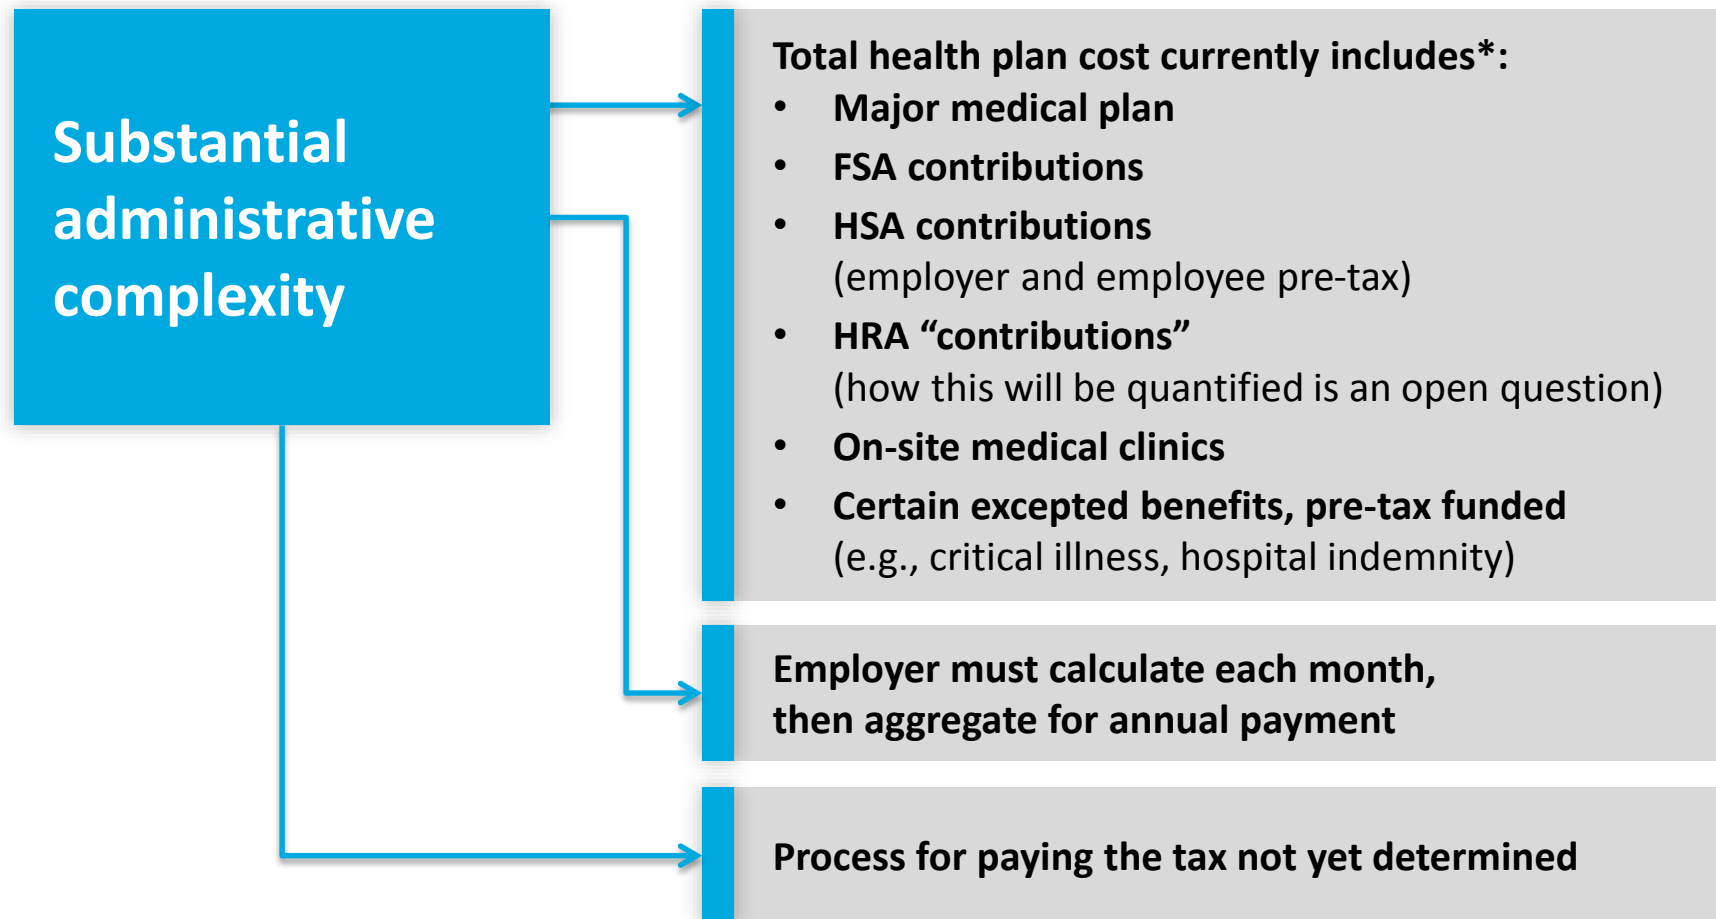 Substantial
administrative
complexity
Total health plan cost currently includes*:
• Major medical plan
• FSA contributions
• HSA contributions
(employer and employee pre-tax)
• HRA “contributions”
(how this will be quantified is an open question)
• On-site medical clinics
• Certain excepted benefits, pre-tax funded
(e.g., critical illness, hospital indemnity)
Employer must calculate each month,
then aggregate for annual payment
Process for paying the tax not yet determined